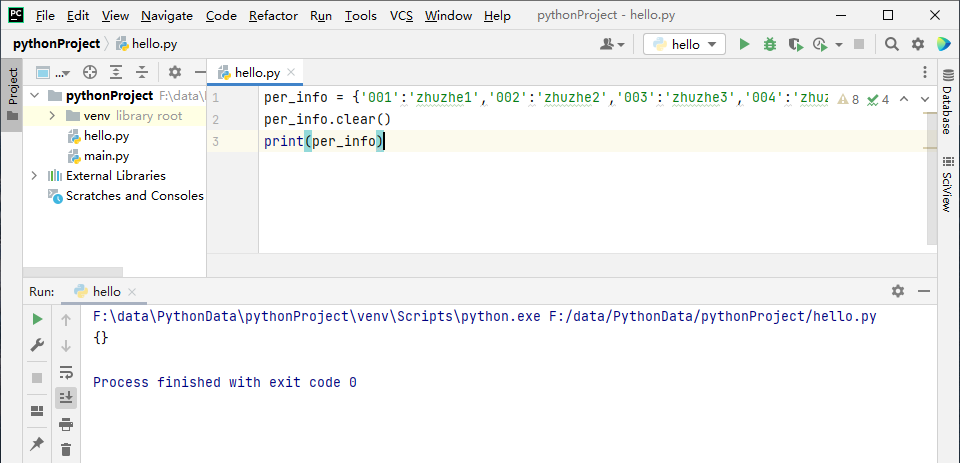 PC File Edit View Navigate Code Refactor Run Tools VCS Window Help pythonProject - hello.py
pythonProject hello.py hello
... hello.py
Project
pythonProject F:\data\
venv library root
hello.py
main.py
External Libraries
Scratches and Consoles
1 per_info = {'001':'zhuzhe1','002':'zhuzhe2','003':'zhuzhe3','004':'zhuz 8 4
2 per_info.clear()
3 print(per_info)
Database
SciView
Run: hello
F:\data\PythonData\pythonProject\venv\Scripts\python.exe F:/data/PythonData/pythonProject/hello.py
{}
Process finished with exit code 0